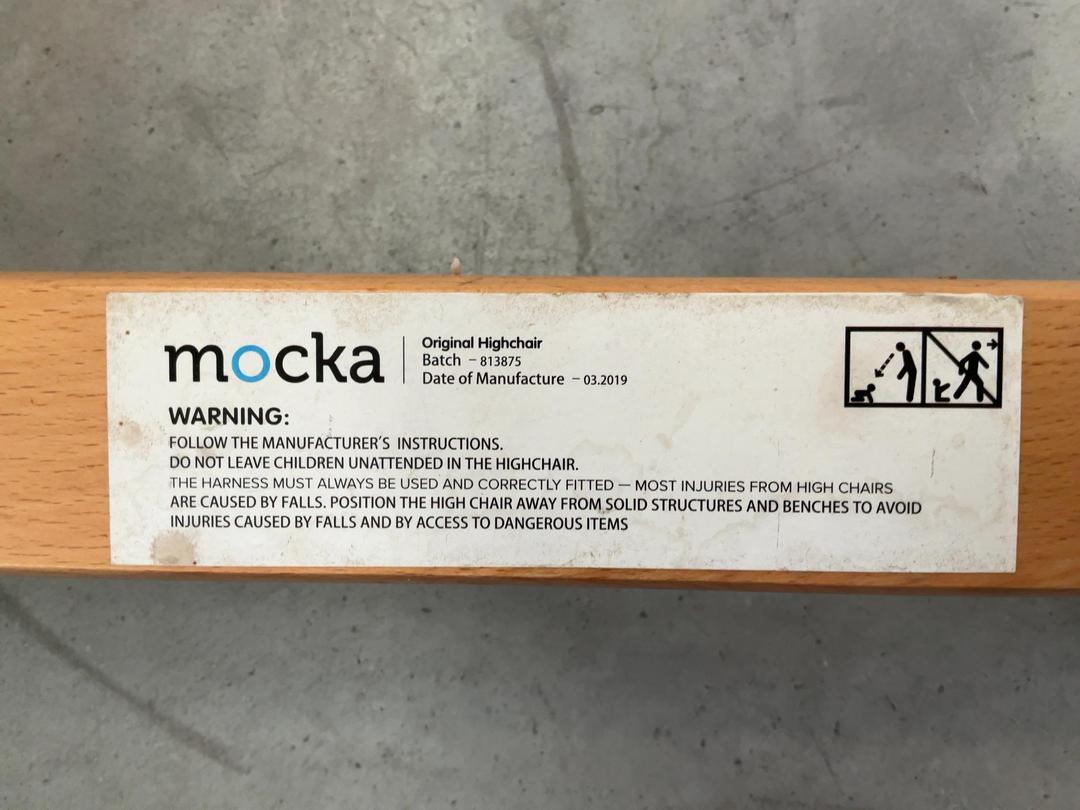 mocka
Original Highchair
Batch – 813875
Date of Manufacture – 03.2019
WARNING:
FOLLOW THE MANUFACTURER'S INSTRUCTIONS.
DO NOT LEAVE CHILDREN UNATTENDED IN THE HIGHCHAIR.
THE HARNESS MUST ALWAYS BE USED AND CORRECTLY FITTED — MOST INJURIES FROM HIGH CHAIRS
ARE CAUSED BY FALLS. POSITION THE HIGH CHAIR AWAY FROM SOLID STRUCTURES AND BENCHES TO AVOID
INJURIES CAUSED BY FALLS AND BY ACCESS TO DANGEROUS ITEMS